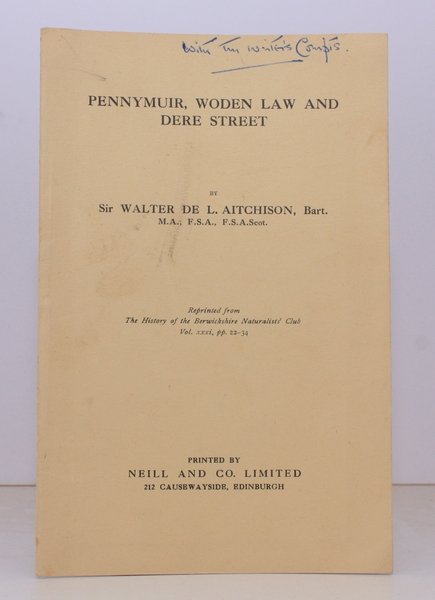 With the writer's Compts.
PENNYMUIR, WODEN LAW AND
DERE STREET
BY
Sir WALTER DE L. AITCHISON, Bart.
M.A., F.S.A., F.S.A.Scot.
Reprinted from
The History of the Berwickshire Naturalists' Club
Vol. xxxi, pp. 22-34
PRINTED BY
NEILL AND CO. LIMITED
212 CAUSEWAYSIDE, EDINBURGH